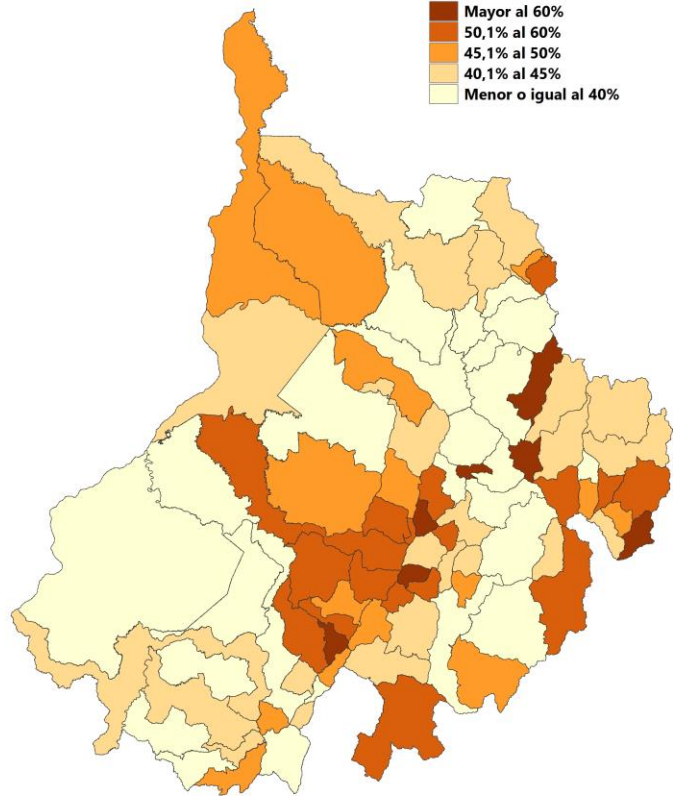 Mayor al 60%
50,1% al 60%
45,1% al 50%
40,1% al 45%
Menor o igual al 40%